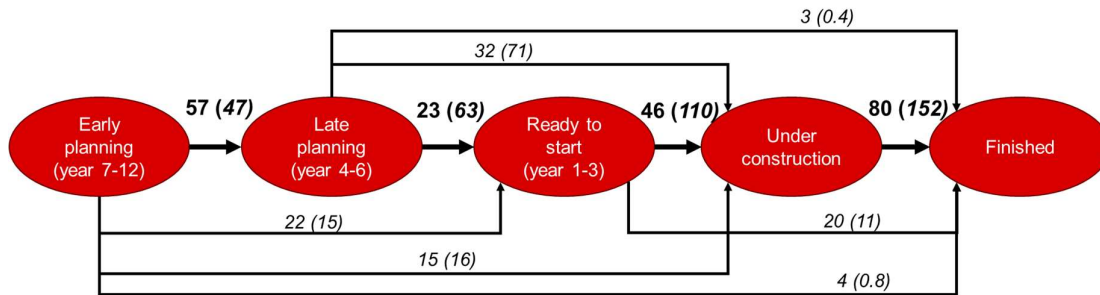 3 (0.4)
32 (71)
57 (47)
23 (63)
46 (110)
80 (152)
Early
planning
(year 7-12)
Late
planning
(year 4-6)
Ready to
start
(year 1-3)
Under
construction
Finished
22 (15)
20 (11)
15 (16)
4 (0.8)